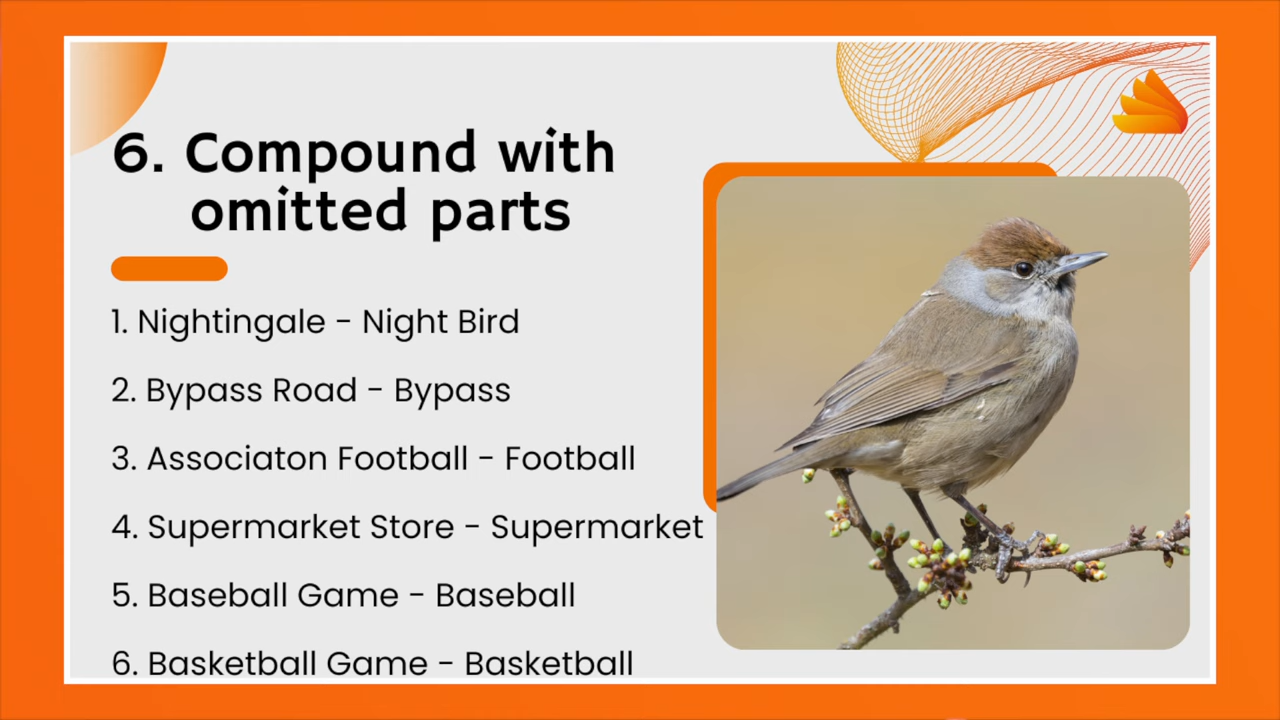 6. Compound with
omitted parts
1. Nightingale - Night Bird
2. Bypass Road - Bypass
3. Associaton Football - Football
4. Supermarket Store - Supermarket
5. Baseball Game - Baseball
6. Basketball Game - Basketball